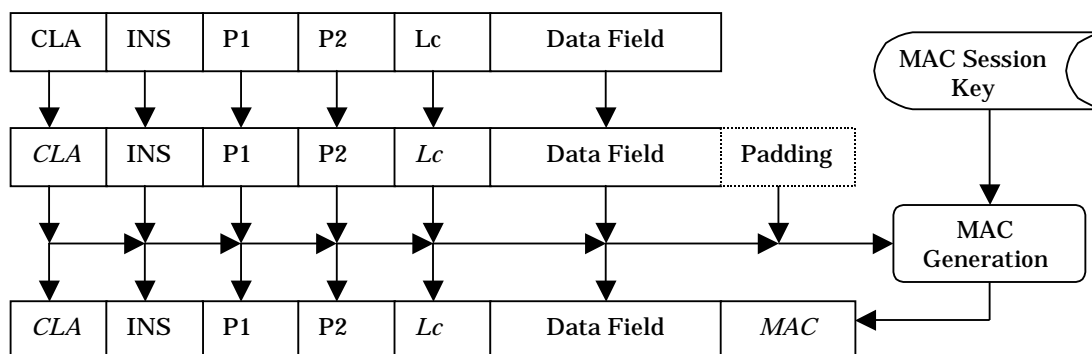 CLA INS P1 P2 Lc Data Field
MAC Session
Key
CLA INS P1 P2 Lc Data Field Padding
MAC
Generation
CLA INS P1 P2 Lc Data Field MAC